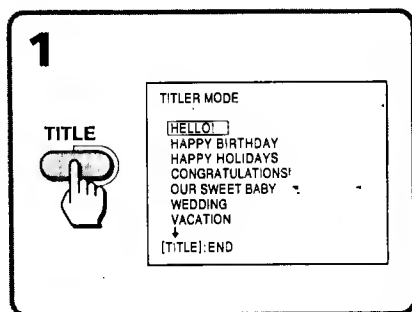 1
TITLE
TITLER MODE
HELLO!
HAPPY BIRTHDAY
HAPPY HOLIDAYS
CONGRATULATIONS!
OUR SWEET BABY
WEDDING
VACATION
↓
[TITLE]:END